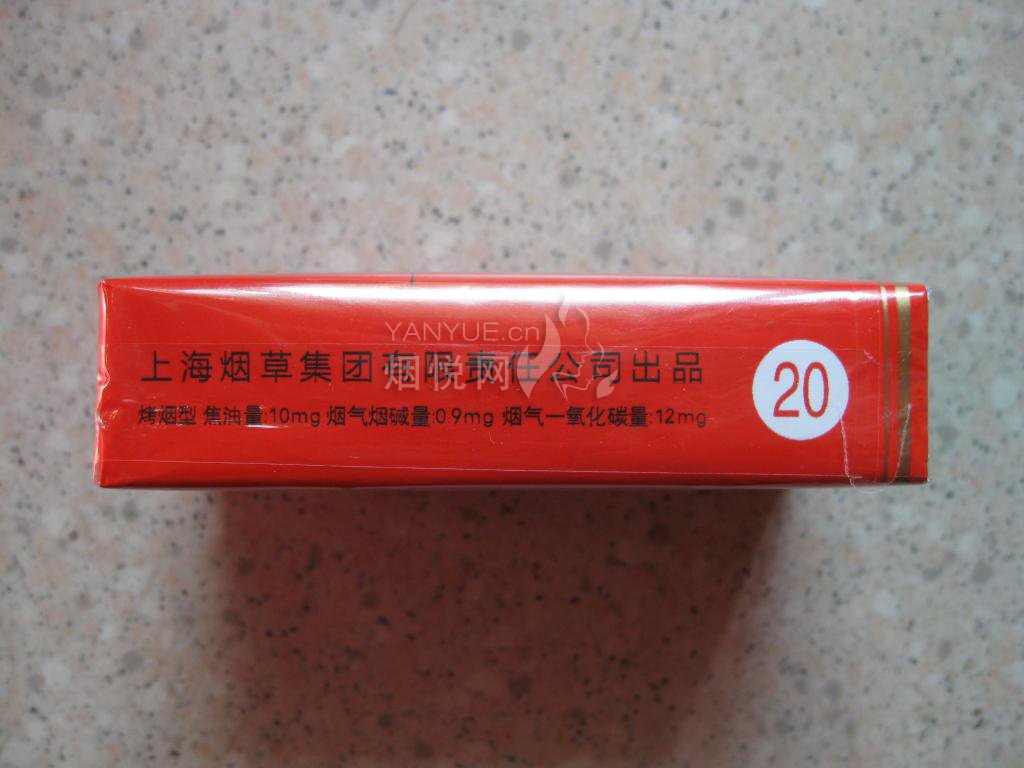 YANYUE.cn
烟悦网
上海烟草集团有限责任公司出品
烤烟型 焦油量:10mg 烟气烟碱量:0.9mg 烟气一氧化碳量:12mg
20